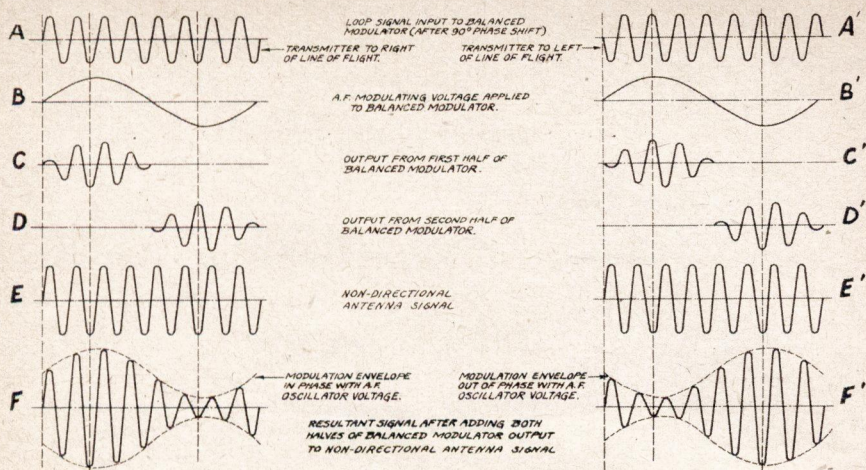 A
LOOP SIGNAL INPUT TO BALANCED
MODULATOR (AFTER 90° PHASE SHIFT)
A'
TRANSMITTER TO RIGHT
OF LINE OF FLIGHT.
TRANSMITTER TO LEFT
OF LINE OF FLIGHT.
B
A.F. MODULATING VOLTAGE APPLIED
TO BALANCED MODULATOR.
B'
C
OUTPUT FROM FIRST HALF OF
BALANCED MODULATOR.
C'
D
OUTPUT FROM SECOND HALF OF
BALANCED MODULATOR.
D'
E
NON-DIRECTIONAL
ANTENNA SIGNAL
E'
F
MODULATION ENVELOPE
IN PHASE WITH A.F.
OSCILLATOR VOLTAGE.
MODULATION ENVELOPE
OUT OF PHASE WITH A.F.
OSCILLATOR VOLTAGE.
F'
RESULTANT SIGNAL AFTER ADDING BOTH
HALVES OF BALANCED MODULATOR OUTPUT
TO NON-DIRECTIONAL ANTENNA SIGNAL